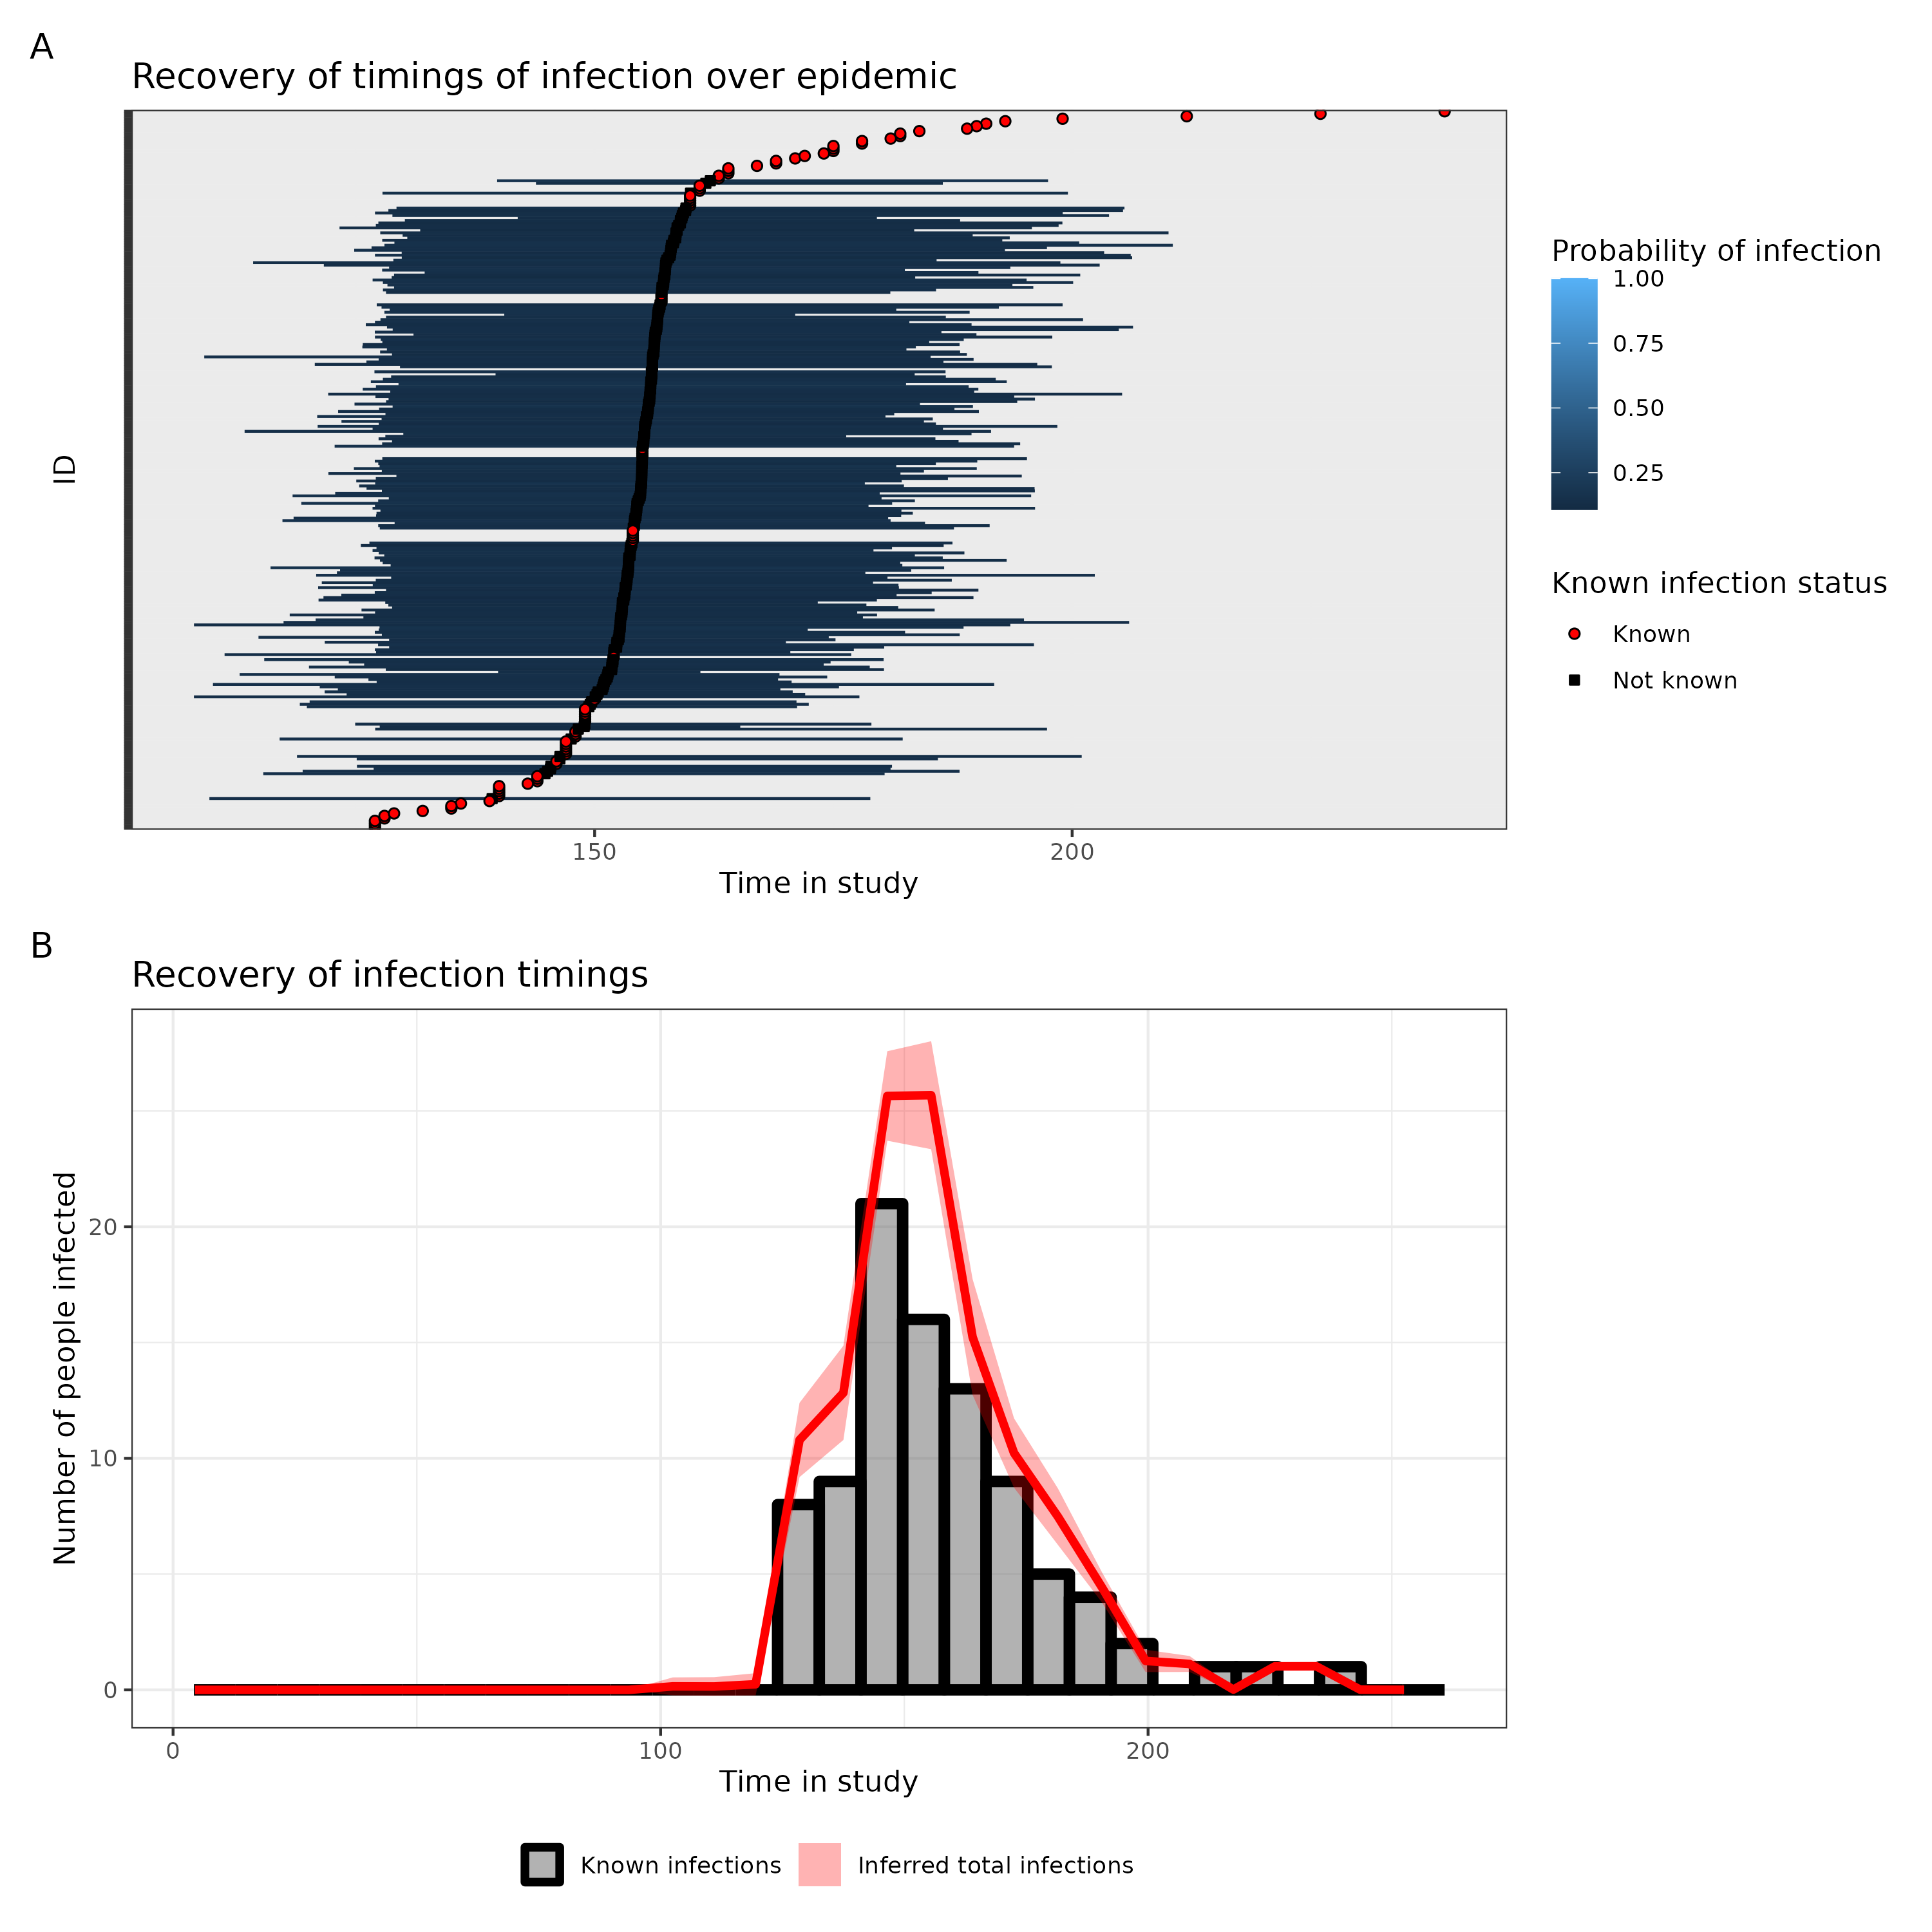 A
Recovery of timings of infection over epidemic
ID
150
200
Time in study
Probability of infection
1.00
0.75
0.50
0.25
Known infection status
Known
Not known
B
Recovery of infection timings
Number of people infected
20
10
0
0
100
200
Time in study
Known infections
Inferred total infections